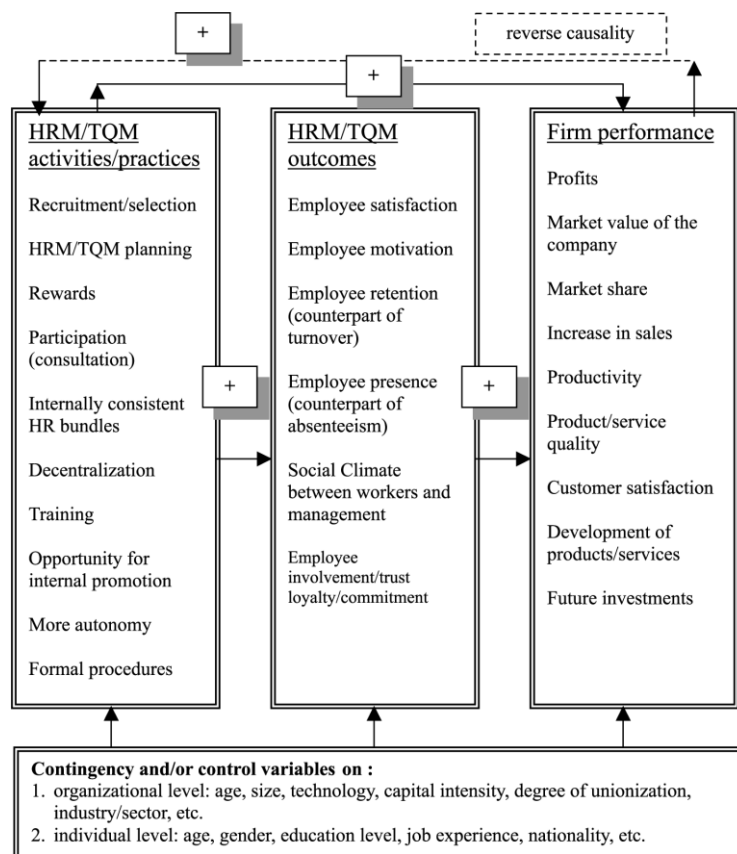 +
reverse causality
+
HRM/TQM
activities/practices
Recruitment/selection
HRM/TQM planning
Rewards
Participation
(consultation)
Internally consistent
HR bundles
Decentralization
Training
Opportunity for
internal promotion
More autonomy
Formal procedures
+
HRM/TQM
outcomes
Employee satisfaction
Employee motivation
Employee retention
(counterpart of
turnover)
Employee presence
(counterpart of
absenteeism)
Social Climate
between workers and
management
Employee
involvement/trust
loyalty/commitment
+
Firm performance
Profits
Market value of the
company
Market share
Increase in sales
Productivity
Product/service
quality
Customer satisfaction
Development of
products/services
Future investments
Contingency and/or control variables on :
1. organizational level: age, size, technology, capital intensity, degree of unionization,
industry/sector, etc.
2. individual level: age, gender, education level, job experience, nationality, etc.